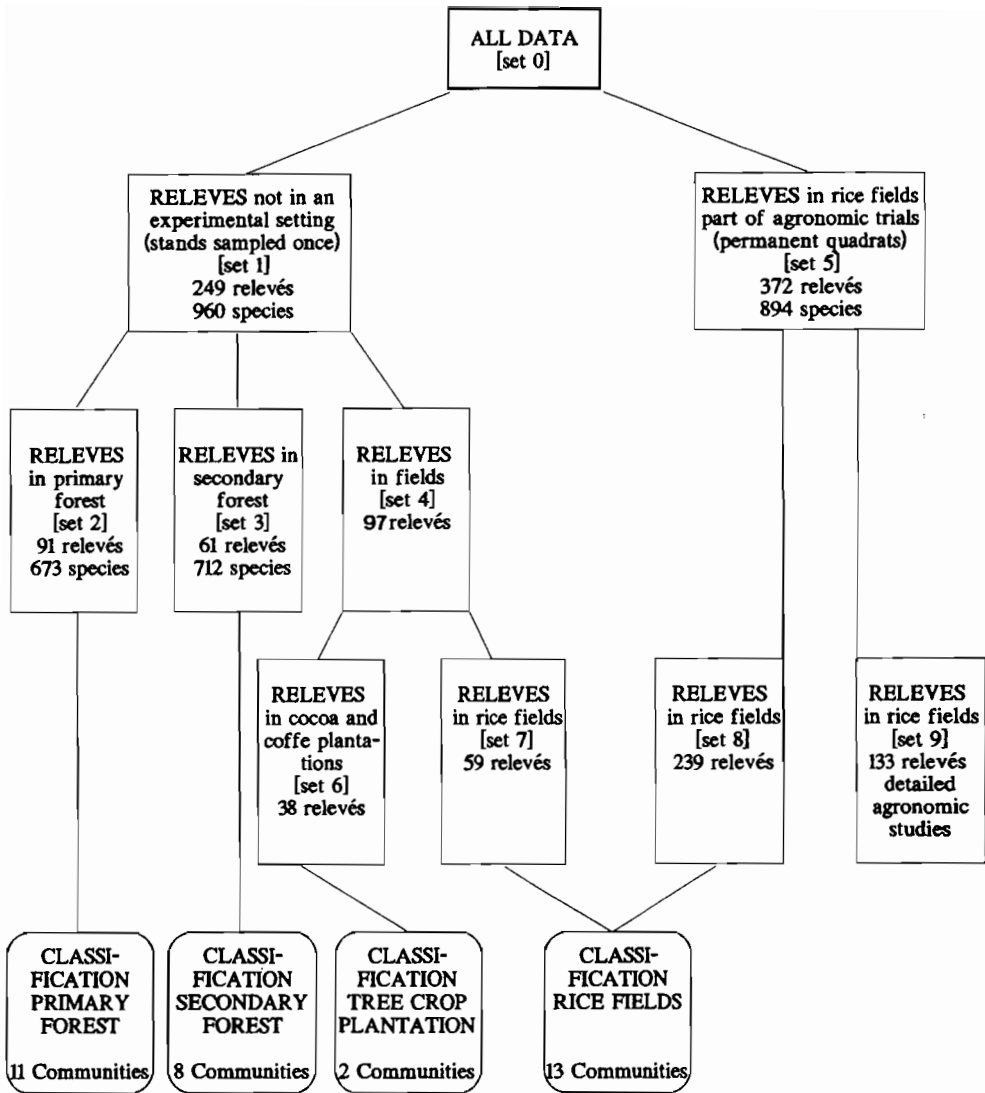 ALL DATA
[set 0]
RELEVES not in an
experimental setting
(stands sampled once)
[set 1]
249 relevés
960 species
RELEVES in rice fields
part of agronomic trials
(permanent quadrats)
[set 5]
372 relevés
894 species
RELEVES
in primary
forest
[set 2]
91 relevés
673 species
RELEVES in
secondary
forest
[set 3]
61 relevés
712 species
RELEVES
in fields
[set 4]
97 relevés
RELEVES
in cocoa and
coffe planta-
tions
[set 6]
38 relevés
RELEVES
in rice fields
[set 7]
59 relevés
RELEVES
in rice fields
[set 8]
239 relevés
RELEVES
in rice fields
[set 9]
133 relevés
detailed
agronomic
studies
CLASSI-
FICATION
PRIMARY
FOREST
11 Communities
CLASSI-
FICATION
SECONDARY
FOREST
8 Communities
CLASSI-
FICATION
TREE CROP
PLANTATION
2 Communities
CLASSI-
FICATION
RICE FIELDS
13 Communities